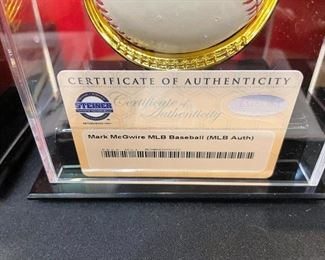 CERTIFICATE OF AUTHENTICITY
STEINER
Certificate of
Authenticity
Mark McGwire MLB Baseball (MLB Auth)